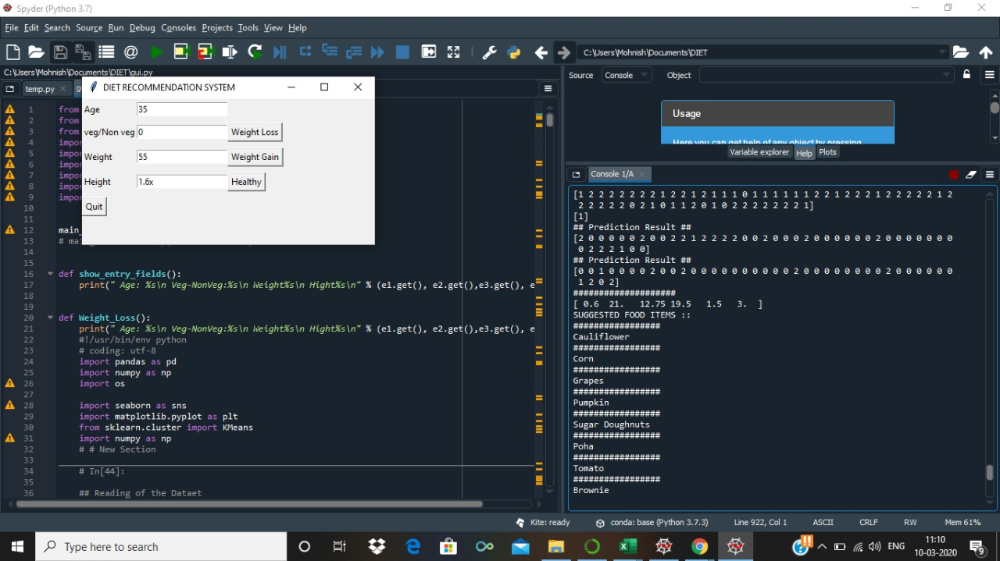 Spyder (Python 3.7)
File Edit Search Source Run Debug Consoles Projects Tools View Help
C:\Users\Mohnish\Documents\DIET
C:\Users\Mohnish\Documents\DIET\gui.py
temp.py
DIET RECOMMENDATION SYSTEM
Age 35
veg/Non veg 0 Weight Loss
Weight 55 Weight Gain
Height 1.6x Healthy
Quit
1 from
2 from
3 from
4 impor
5 impor
6 impor
7 impor
8 impor
9 impor
10
11
12 main_
13 # mai
14
15
16 def show_entry_fields():
17 print(" Age: %s\n Veg-NonVeg:%s\n Weight%s\n Hight%s\n" % (e1.get(), e2.get(),e3.get(), e
18
19
20 def Weight_Loss():
21 print(" Age: %s\n Veg-NonVeg:%s\n Weight%s\n Hight%s\n" % (e1.get(), e2.get(),e3.get(), e
22 #!/usr/bin/env python
23 # coding: utf-8
24 import pandas as pd
25 import numpy as np
26 import os
27
28 import seaborn as sns
29 import matplotlib.pyplot as plt
30 from sklearn.cluster import KMeans
31 import numpy as np
32 # # New Section
33
34 # In[44]:
35
36 ## Reading of the Dataet
Source Console Object
Usage
Here you can get help of any object by pressing
Variable explorer Help Plots
Console 1/A
[1 2 2 2 2 2 2 2 1 2 2 1 2 1 1 1 0 1 1 1 1 1 1 2 2 1 2 2 2 1 2 2 2 2 2 2 2 1 2
2 2 2 2 2 0 2 1 0 1 1 2 0 1 0 2 2 2 2 2 2 2 1]
[1]
## Prediction Result ##
[2 0 0 0 0 0 2 0 0 2 2 1 2 2 2 2 0 0 2 0 0 0 2 0 0 0 0 0 0 2 0 0 0 0 0 0 0
0 2 2 2 1 0 0]
## Prediction Result ##
[0 0 1 0 0 0 0 2 0 0 2 0 0 0 0 0 0 0 0 0 0 2 0 0 0 0 0 0 0 0 2 0 0 0 0 0 0
1 2 0 2]
####################
[ 0.6 21. 12.75 19.5 1.5 3. ]
SUGGESTED FOOD ITEMS ::
#################
Cauliflower
#################
Corn
#################
Grapes
#################
Pumpkin
#################
Sugar Doughnuts
#################
Poha
#################
Tomato
#################
Brownie
Kite: ready conda: base (Python 3.7.3) Line 922, Col 1 ASCII CRLF RW Mem 61%
Type here to search
ENG
11:10
10-03-2020
9